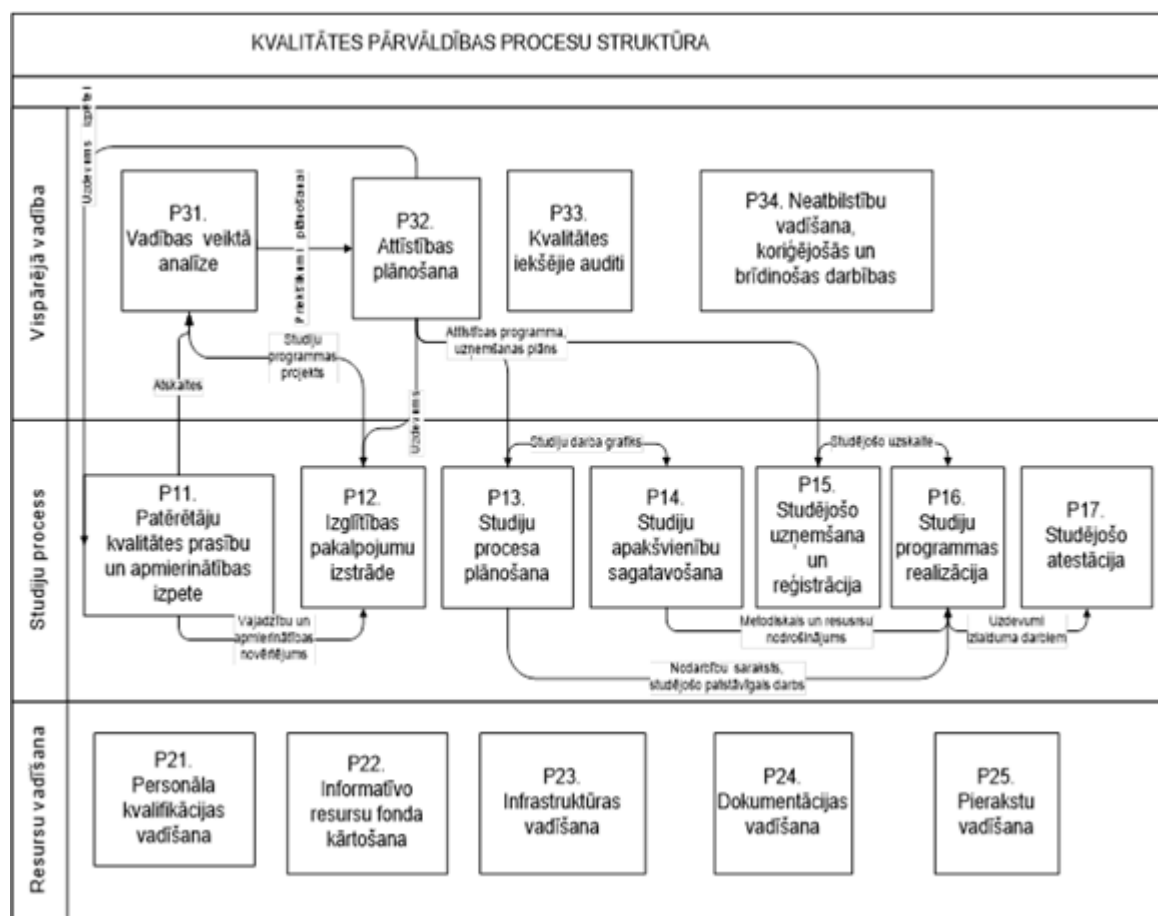 KVALITĀTES PĀRVĀLDĪBAS PROCESU STRUKTŪRA
Vispārējā vadība
Uzdevums izpētei
P31.
Vadības veiktā
analīze
Priekšlikumi plānošanai
P32.
Attīstības
plānošana
P33.
Kvalitātes
iekšējie auditi
P34. Neatbilstību
vadīšana,
koriģējošās un
brīdinošas darbības
Atskaites
Studiju
programmas
projekts
Uzdevums
Attīstības programma,
uzņemšanas plāns
Studiju process
Studiju darba grafiks
Studējošo uzskaite
P11.
Patērētāju
kvalitātes prasību
un apmierinātības
izpete
P12.
Izglītības
pakalpojumu
izstrāde
P13.
Studiju
procesa
plānošana
P14.
Studiju
apakšvienību
sagatavošana
P15.
Studējošo
uzņemšana
un
reģistrācija
P16.
Studiju
programmas
realizācija
P17.
Studējošo
atestācija
Vajadzību un
apmierinātības
novērtējums
Metodiskais un resusrsu
nodrošinājums
Uzdevumi
izlaiduma darbiem
Nodarbību saraksts,
studējošo patstāvīgais darbs
Resursu vadīšana
P21.
Personāla
kvalifikācijas
vadīšana
P22.
Informatīvo
resursu fonda
kārtošana
P23.
Infrastruktūras
vadīšana
P24.
Dokumentācijas
vadīšana
P25.
Pierakstu
vadīšana